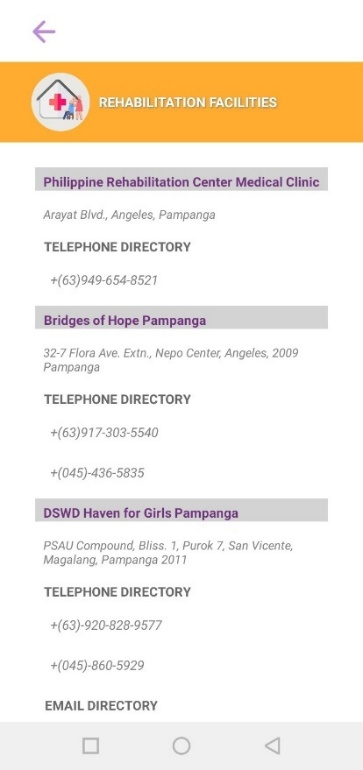 REHABILITATION FACILITIES
Philippine Rehabilitation Center Medical Clinic
Arayat Blvd., Angeles, Pampanga
TELEPHONE DIRECTORY
+(63)949-654-8521
Bridges of Hope Pampanga
32-7 Flora Ave. Extn., Nepo Center, Angeles, 2009
Pampanga
TELEPHONE DIRECTORY
+(63)917-303-5540
+(045)-436-5835
DSWD Haven for Girls Pampanga
PSAU Compound, Bliss. 1, Purok 7, San Vicente,
Magalang, Pampanga 2011
TELEPHONE DIRECTORY
+(63)-920-828-9577
+(045)-860-5929
EMAIL DIRECTORY